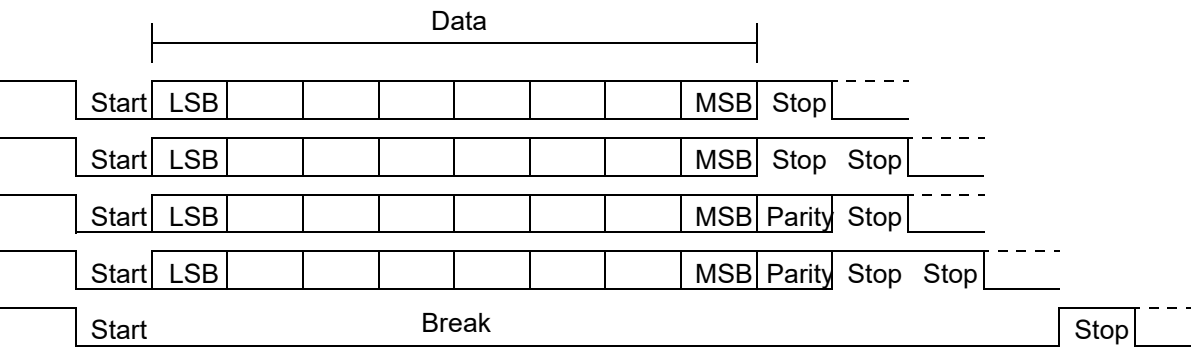 Data
Start LSB MSB Stop
Start LSB MSB Stop Stop
Start LSB MSB Parity Stop
Start LSB MSB Parity Stop Stop
Start Break Stop